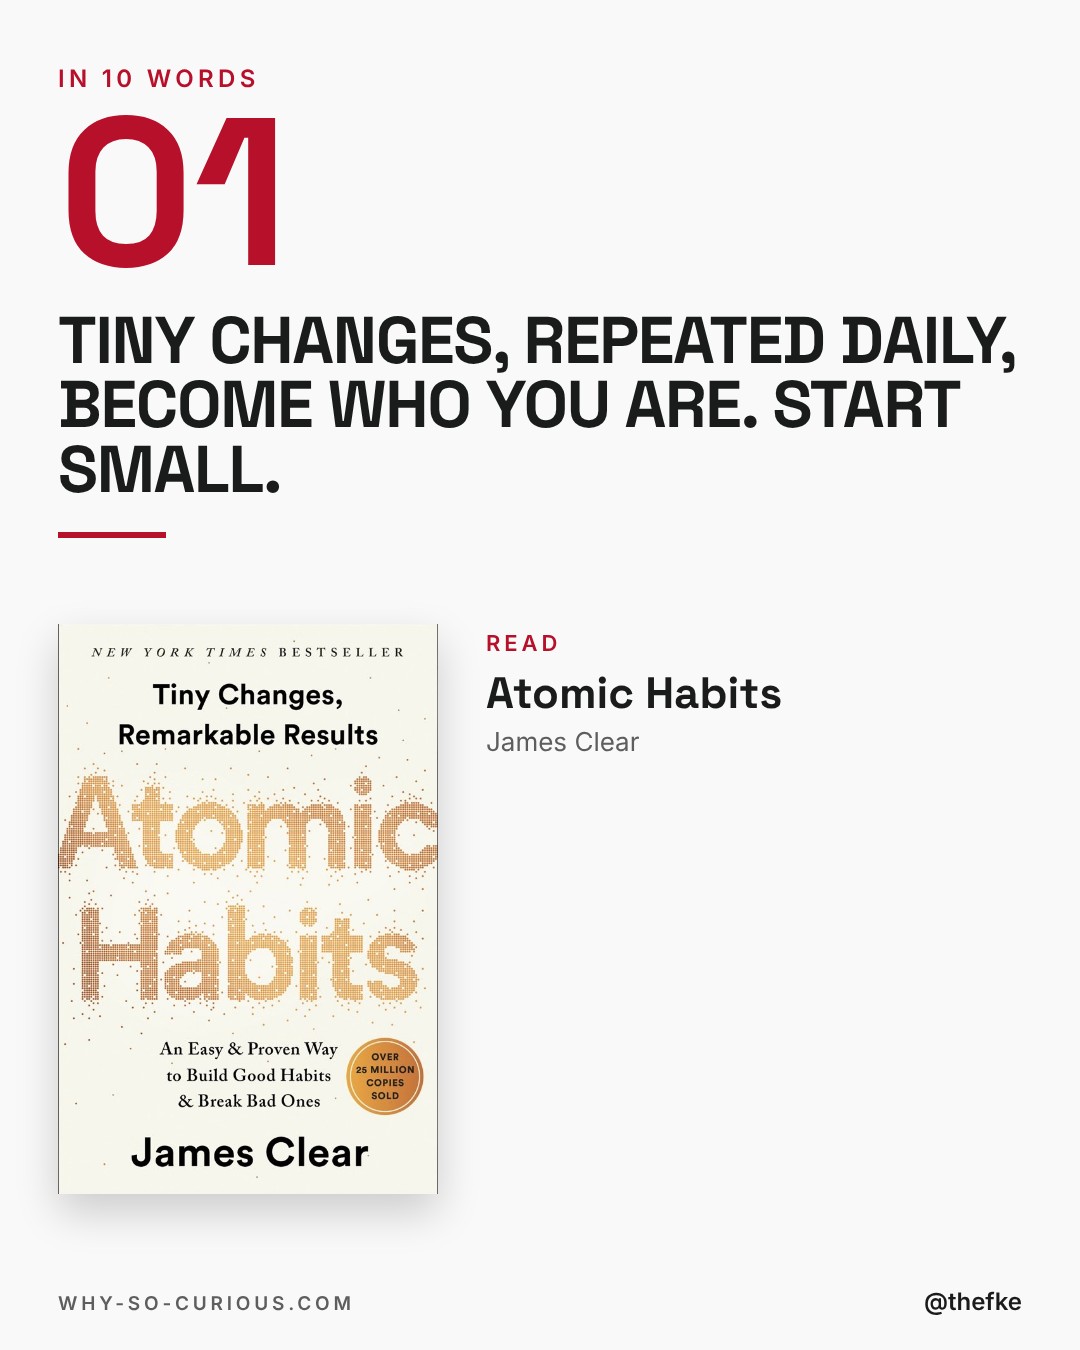 IN 10 WORDS
01
TINY CHANGES, REPEATED DAILY,
BECOME WHO YOU ARE. START
SMALL.
NEW YORK TIMES BESTSELLER
Tiny Changes,
Remarkable Results
Atomic
Habits
An Easy & Proven Way
to Build Good Habits
& Break Bad Ones
OVER
25 MILLION
COPIES
SOLD
James Clear
READ
Atomic Habits
James Clear
WHY-SO-CURIOUS.COM
@thefke